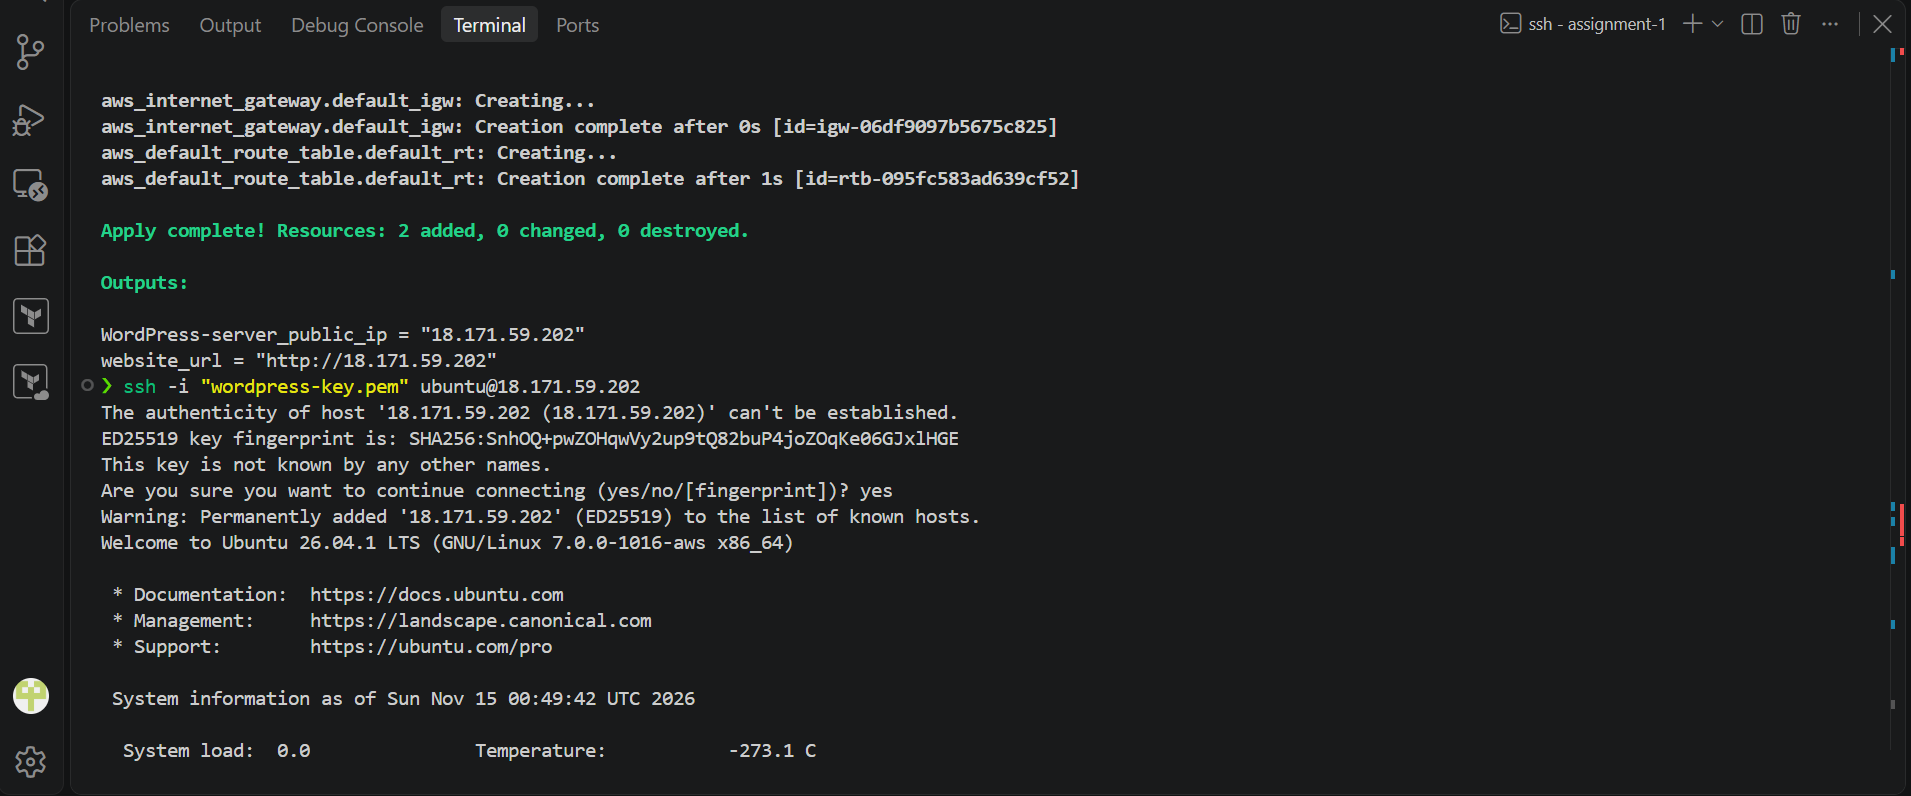 Problems Output Debug Console Terminal Ports ssh - assignment-1
aws_internet_gateway.default_igw: Creating...
aws_internet_gateway.default_igw: Creation complete after 0s [id=igw-06df9097b5675c825]
aws_default_route_table.default_rt: Creating...
aws_default_route_table.default_rt: Creation complete after 1s [id=rtb-095fc583ad639cf52]
Apply complete! Resources: 2 added, 0 changed, 0 destroyed.
Outputs:
WordPress-server_public_ip = "18.171.59.202"
website_url = "http://18.171.59.202"
❯ ssh -i "wordpress-key.pem" ubuntu@18.171.59.202
The authenticity of host '18.171.59.202 (18.171.59.202)' can't be established.
ED25519 key fingerprint is: SHA256:SnhOQ+pwZOHqwVy2up9tQ82buP4joZOqKe06GJxlHGE
This key is not known by any other names.
Are you sure you want to continue connecting (yes/no/[fingerprint])? yes
Warning: Permanently added '18.171.59.202' (ED25519) to the list of known hosts.
Welcome to Ubuntu 26.04.1 LTS (GNU/Linux 7.0.0-1016-aws x86_64)
* Documentation: https://docs.ubuntu.com
* Management: https://landscape.canonical.com
* Support: https://ubuntu.com/pro
System information as of Sun Nov 15 00:49:42 UTC 2026
System load: 0.0 Temperature: -273.1 C